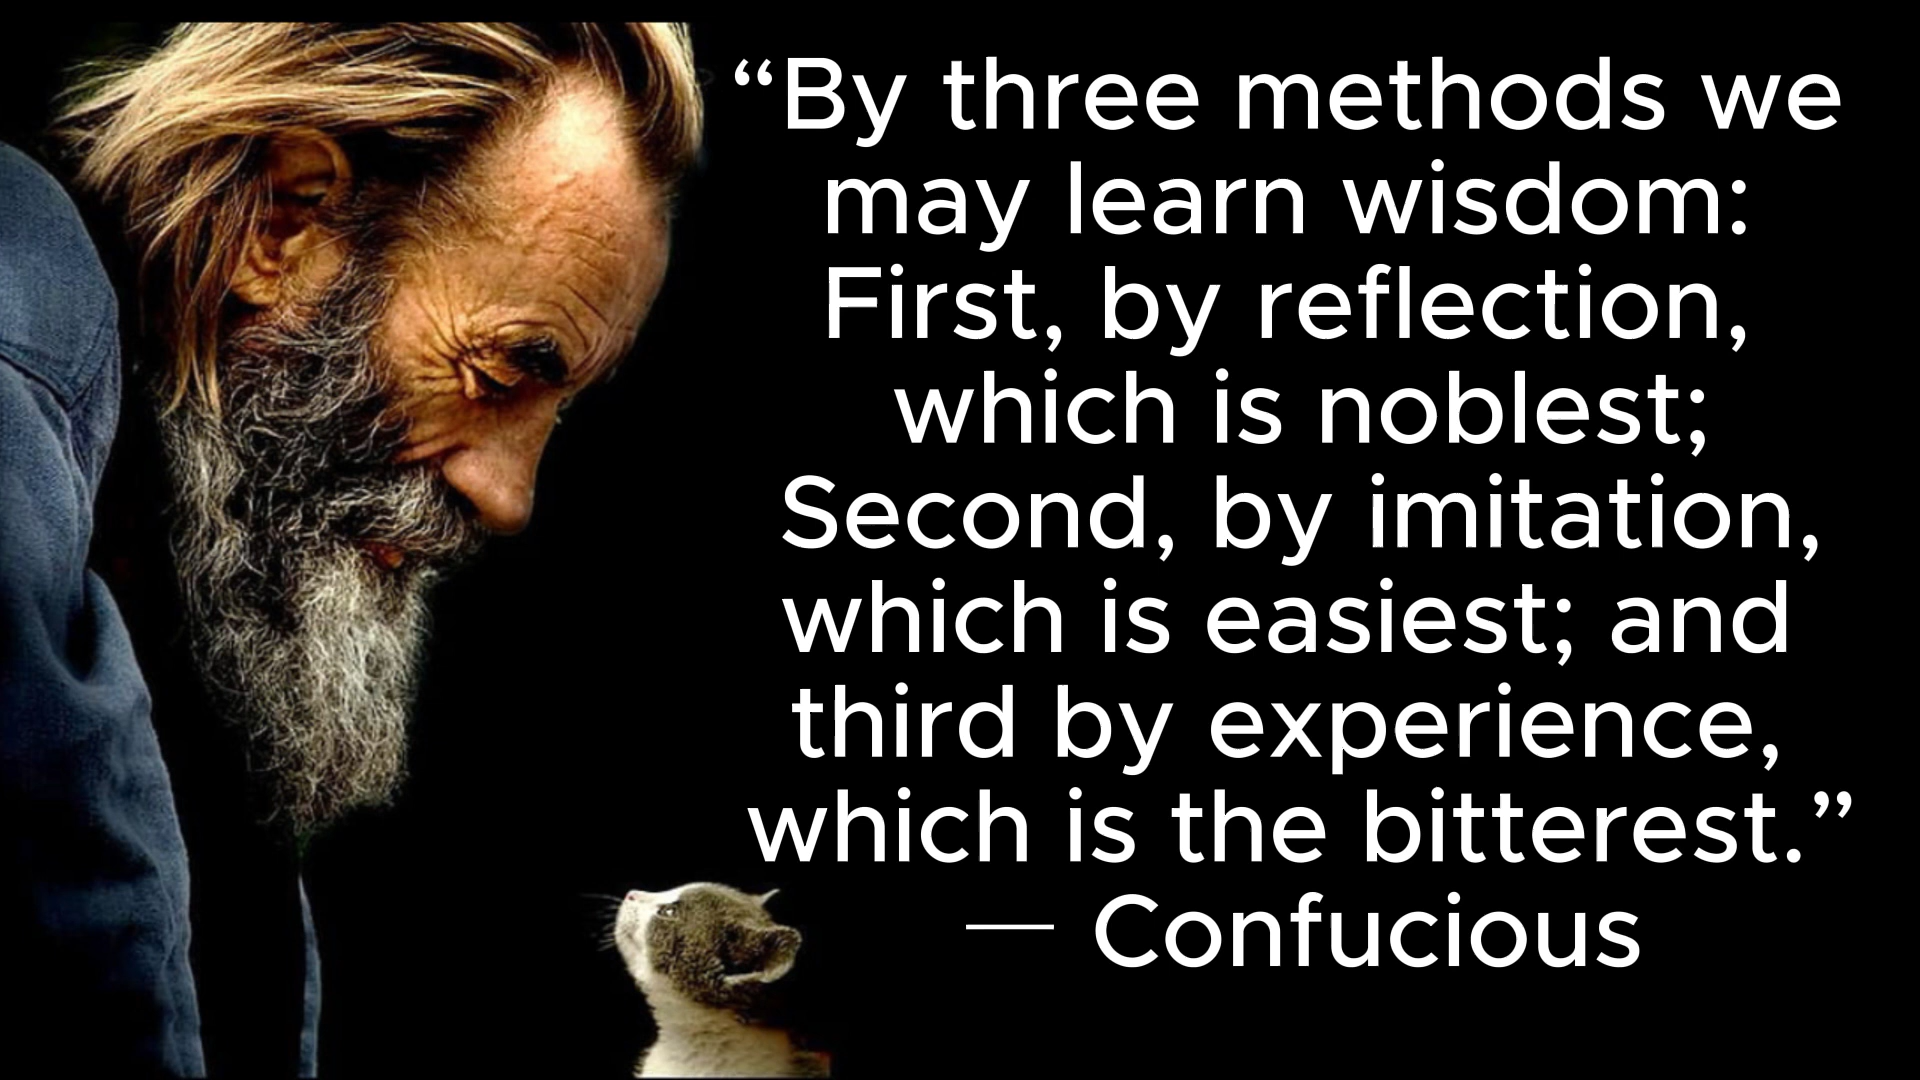 “By three methods we
may learn wisdom:
First, by reflection,
which is noblest;
Second, by imitation,
which is easiest; and
third by experience,
which is the bitterest.”
— Confucious